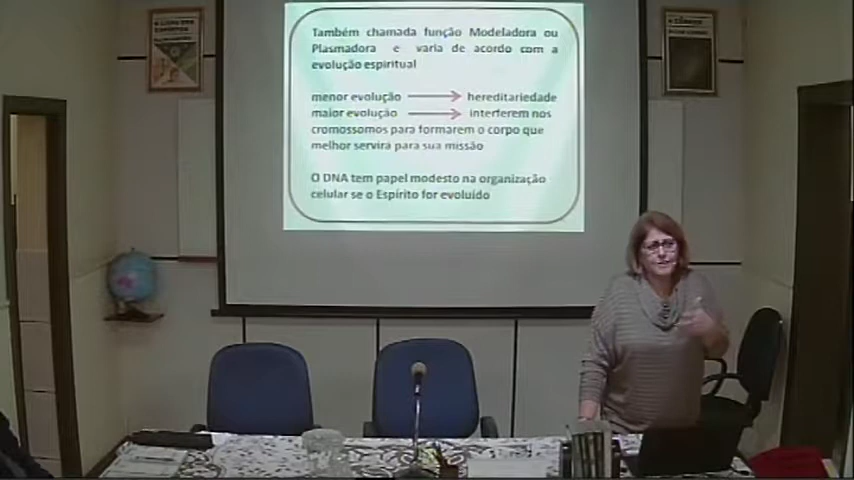 Também chamada função Modeladora ou
Plasmadora e varia de acordo com a
evolução espiritual
menor evolução hereditariedade
maior evolução interferem nos
cromossomos para formarem o corpo que
melhor servirá para sua missão
O DNA tem papel modesto na organização
celular se o Espírito for evoluído